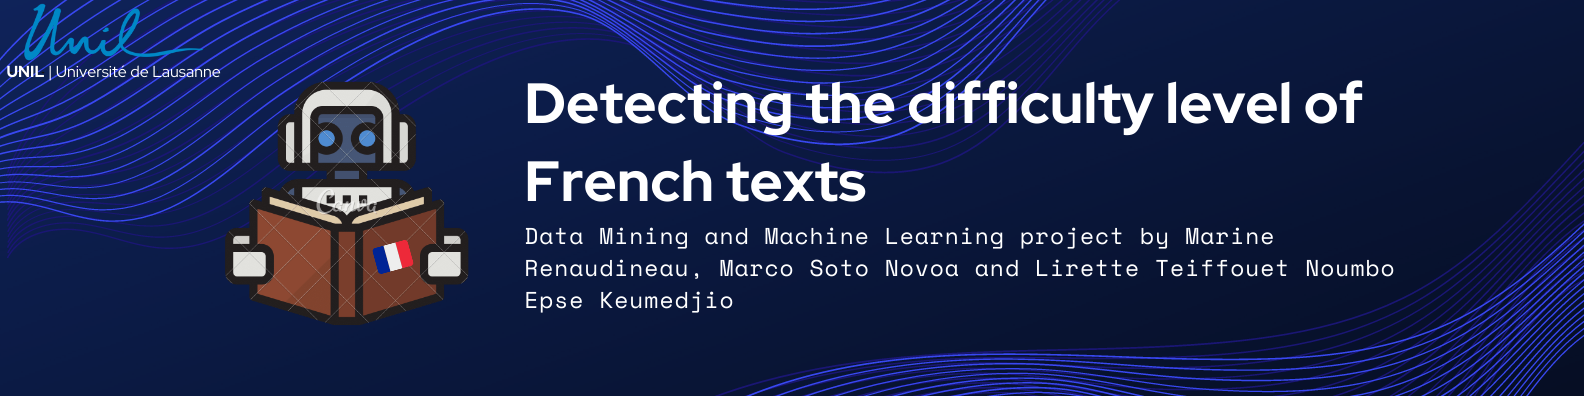 Unil
UNIL | Université de Lausanne
Detecting the difficulty level of
French texts
Canva
Data Mining and Machine Learning project by Marine
Renaudineau, Marco Soto Novoa and Lirette Teiffouet Noumbo
Epse Keumedjio